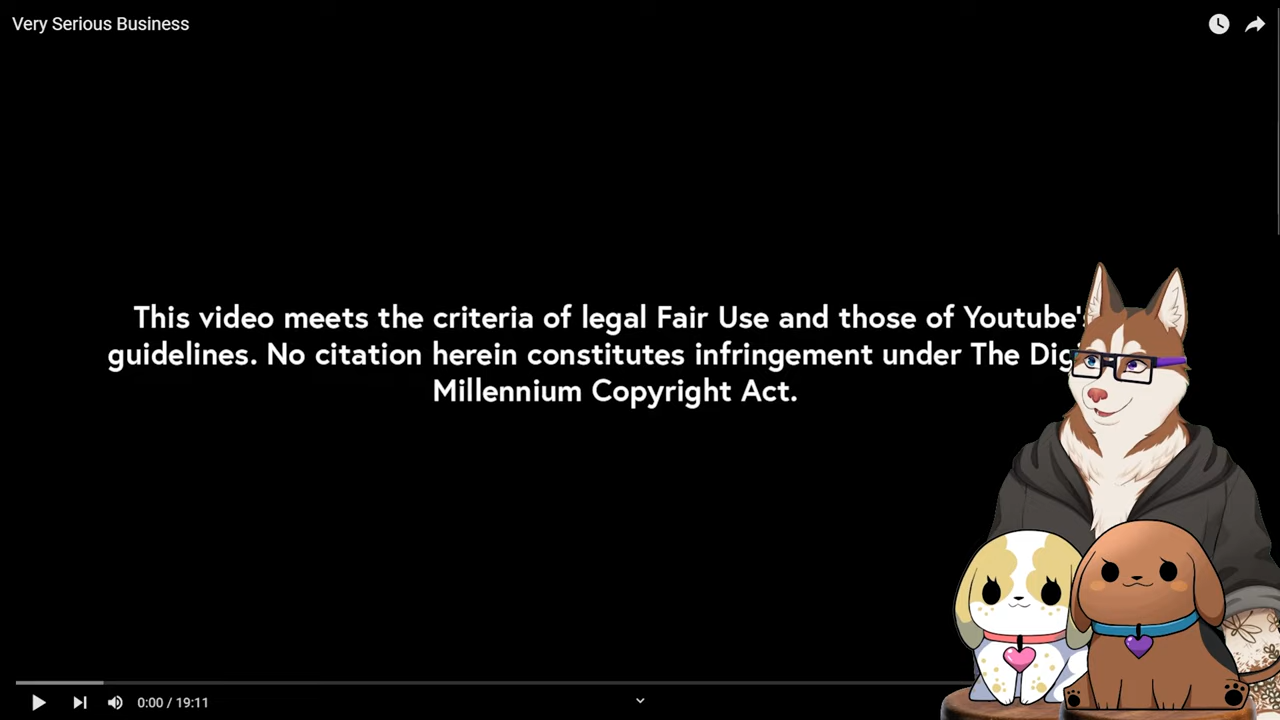 Very Serious Business
This video meets the criteria of legal Fair Use and those of Youtube's
guidelines. No citation herein constitutes infringement under The
Millennium Copyright Act.
0:00 / 19:11